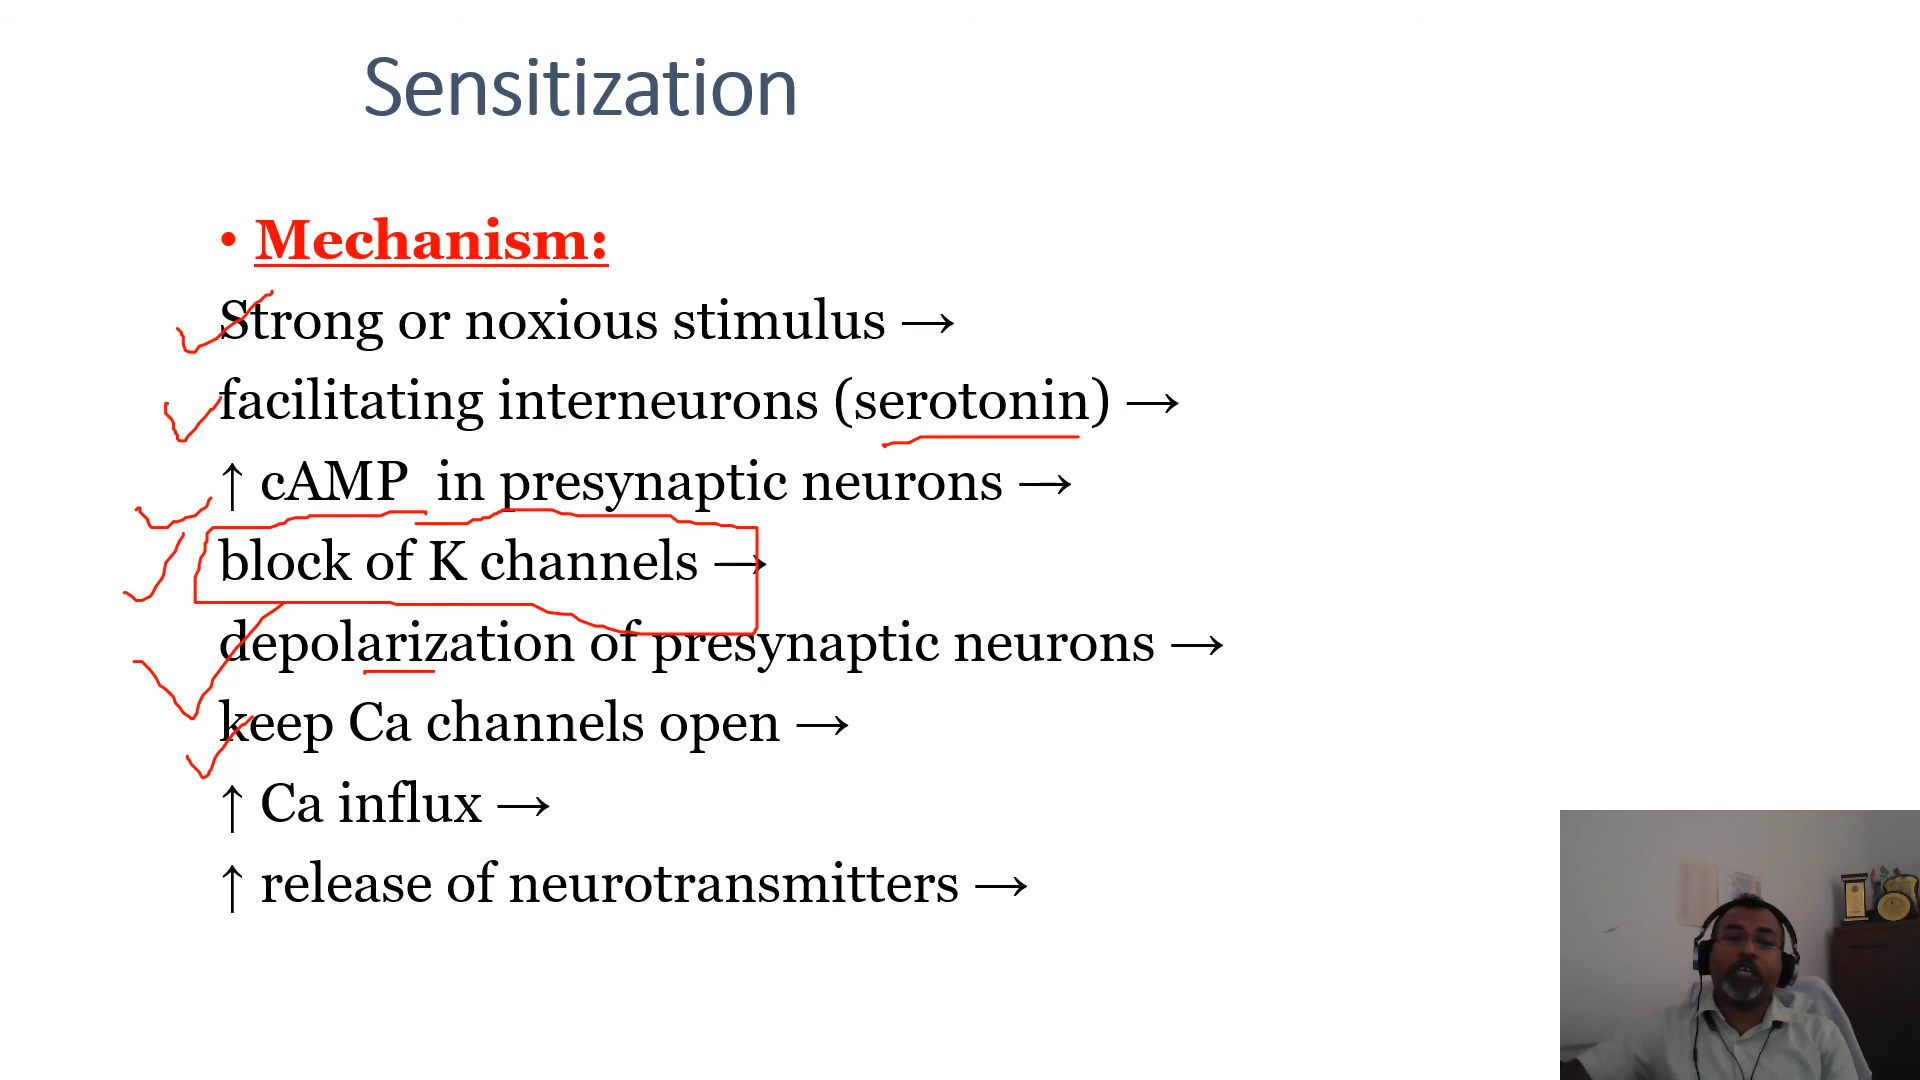 Sensitization
• Mechanism:
Strong or noxious stimulus →
facilitating interneurons (serotonin) →
↑ cAMP in presynaptic neurons →
block of K channels →
depolarization of presynaptic neurons →
keep Ca channels open →
↑ Ca influx →
↑ release of neurotransmitters →